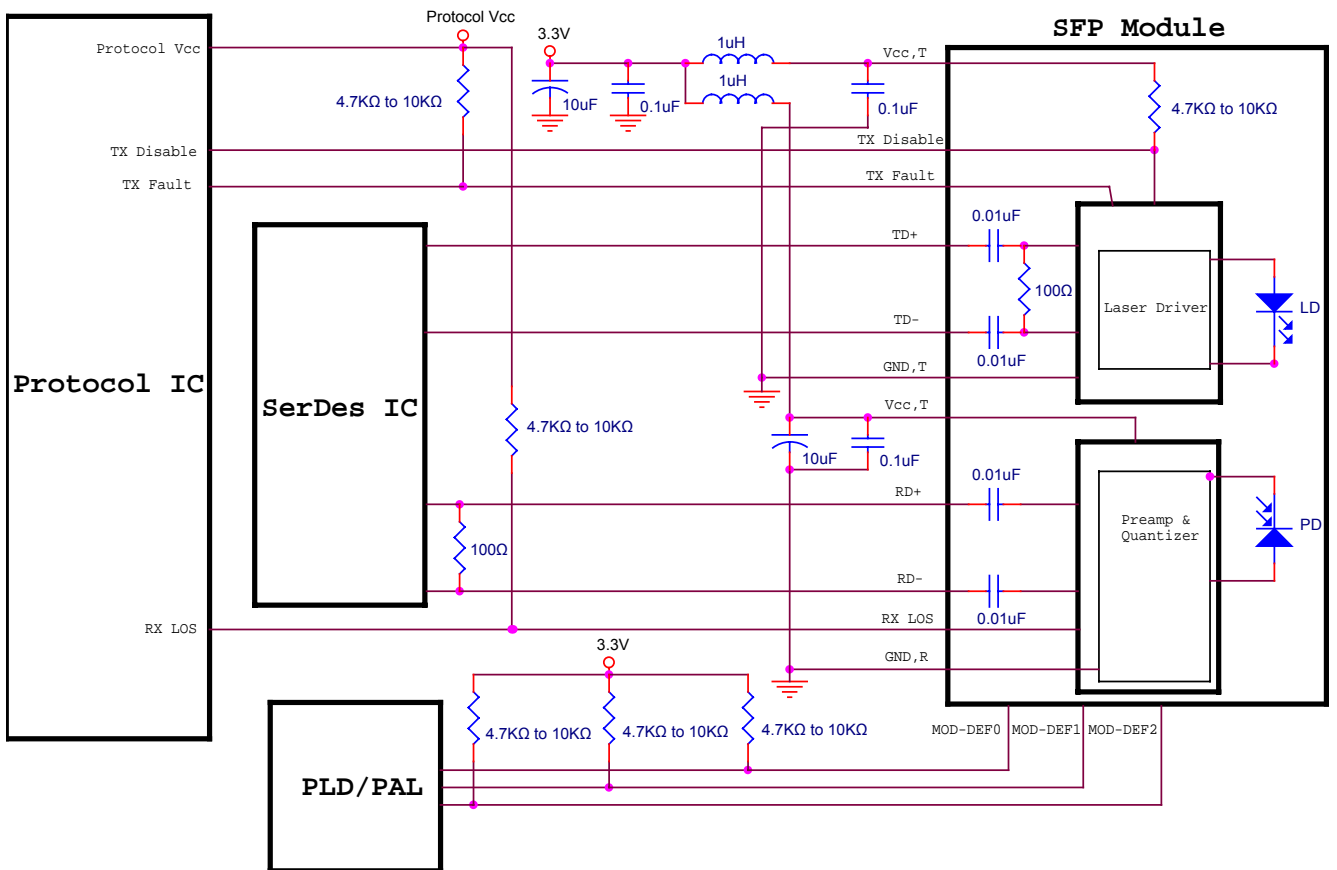 Protocol Vcc
SFP Module
3.3V
1uH
Protocol Vcc
Vcc,T
1uH
4.7KΩ to 10KΩ
10uF
0.1uF
0.1uF
4.7KΩ to 10KΩ
TX Disable
TX Disable
TX Fault
TX Fault
0.01uF
TD+
100Ω
Laser Driver
LD
TD-
0.01uF
GND,T
Protocol IC
SerDes IC
Vcc,T
4.7KΩ to 10KΩ
10uF
0.1uF
0.01uF
RD+
Preamp &
Quantizer
PD
100Ω
RD-
0.01uF
RX LOS
RX LOS
3.3V
GND,R
4.7KΩ to 10KΩ
4.7KΩ to 10KΩ
4.7KΩ to 10KΩ
MOD-DEF0
MOD-DEF1
MOD-DEF2
PLD/PAL